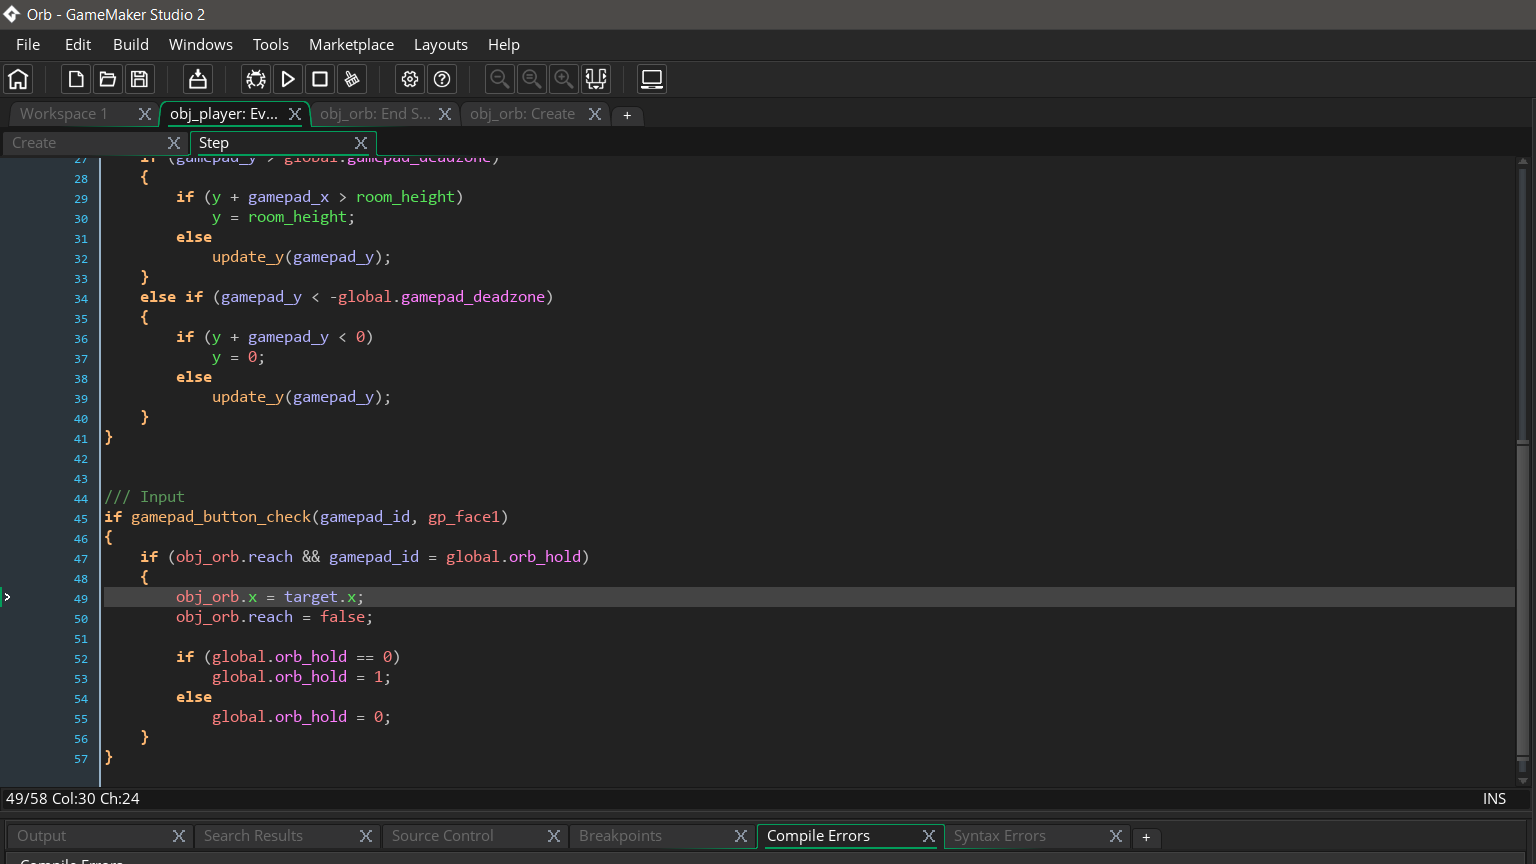 Orb - GameMaker Studio 2
File Edit Build Windows Tools Marketplace Layouts Help
Workspace 1 obj_player: Ev... obj_orb: End S... obj_orb: Create +
Create Step
27 if (gamepad_y > global.gamepad_deadzone)
28 {
29 if (y + gamepad_x > room_height)
30 y = room_height;
31 else
32 update_y(gamepad_y);
33 }
34 else if (gamepad_y < -global.gamepad_deadzone)
35 {
36 if (y + gamepad_y < 0)
37 y = 0;
38 else
39 update_y(gamepad_y);
40 }
41 }
42
43
44 /// Input
45 if gamepad_button_check(gamepad_id, gp_face1)
46 {
47 if (obj_orb.reach && gamepad_id = global.orb_hold)
48 {
49 obj_orb.x = target.x;
50 obj_orb.reach = false;
51
52 if (global.orb_hold == 0)
53 global.orb_hold = 1;
54 else
55 global.orb_hold = 0;
56 }
57 }
49/58 Col:30 Ch:24 INS
Output Search Results Source Control Breakpoints Compile Errors Syntax Errors +
Compile Errors